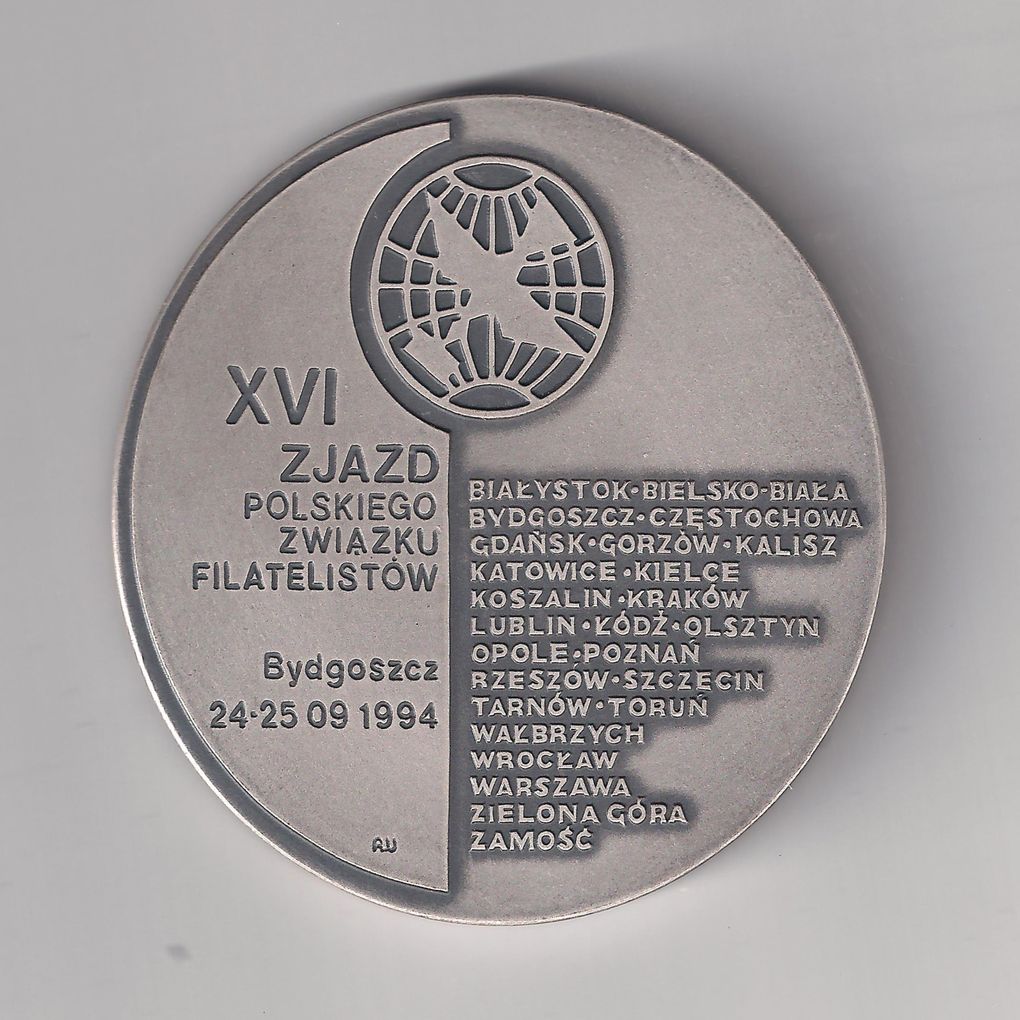 XVI
ZJAZD
POLSKIEGO
ZWIĄZKU
FILATELISTÓW
Bydgoszcz
24-25 09 1994
RW
BIAŁYSTOK·BIELSKO-BIAŁA
BYDGOSZCZ·CZĘSTOCHOWA
GDAŃSK·GORZÓW·KALISZ
KATOWICE·KIELCE
KOSZALIN·KRAKÓW
LUBLIN·ŁÓDŹ·OLSZTYN
OPOLE·POZNAŃ
RZESZÓW·SZCZECIN
TARNÓW·TORUŃ
WAŁBRZYCH
WROCŁAW
WARSZAWA
ZIELONA GÓRA
ZAMOŚĆ